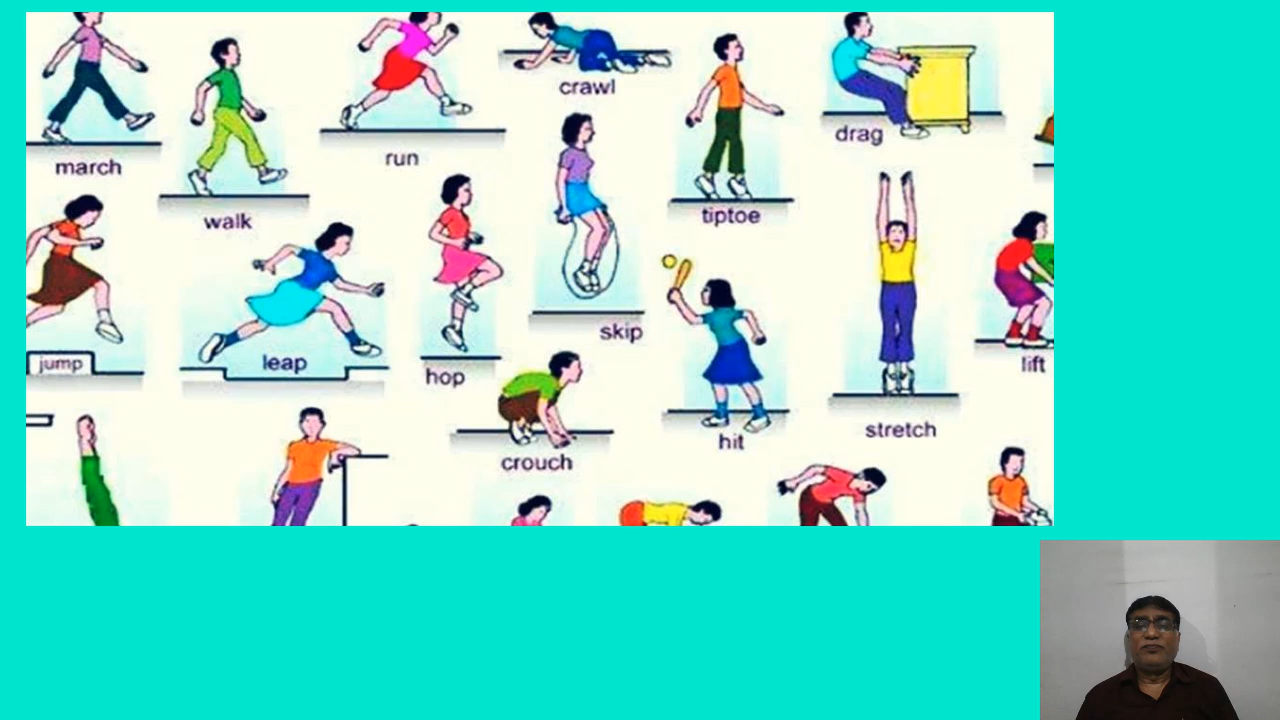 crawl
drag
march
run
walk
tiptoe
skip
jump
leap
hop
lift
stretch
hit
crouch